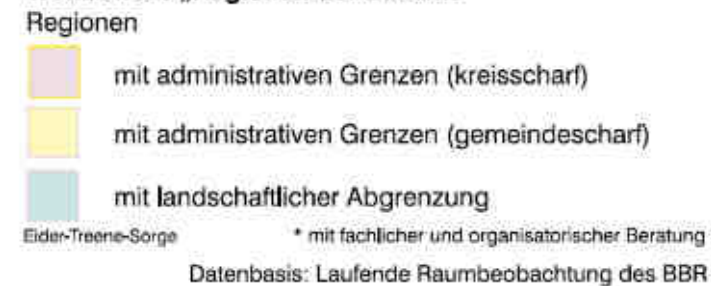 Regionen
mit administrativen Grenzen (kreisscharf)
mit administrativen Grenzen (gemeindescharf)
mit landschaftlicher Abgrenzung
Eider-Treene-Sorge * mit fachlicher und organisatorischer Beratung
Datenbasis: Laufende Raumbeobachtung des BBR